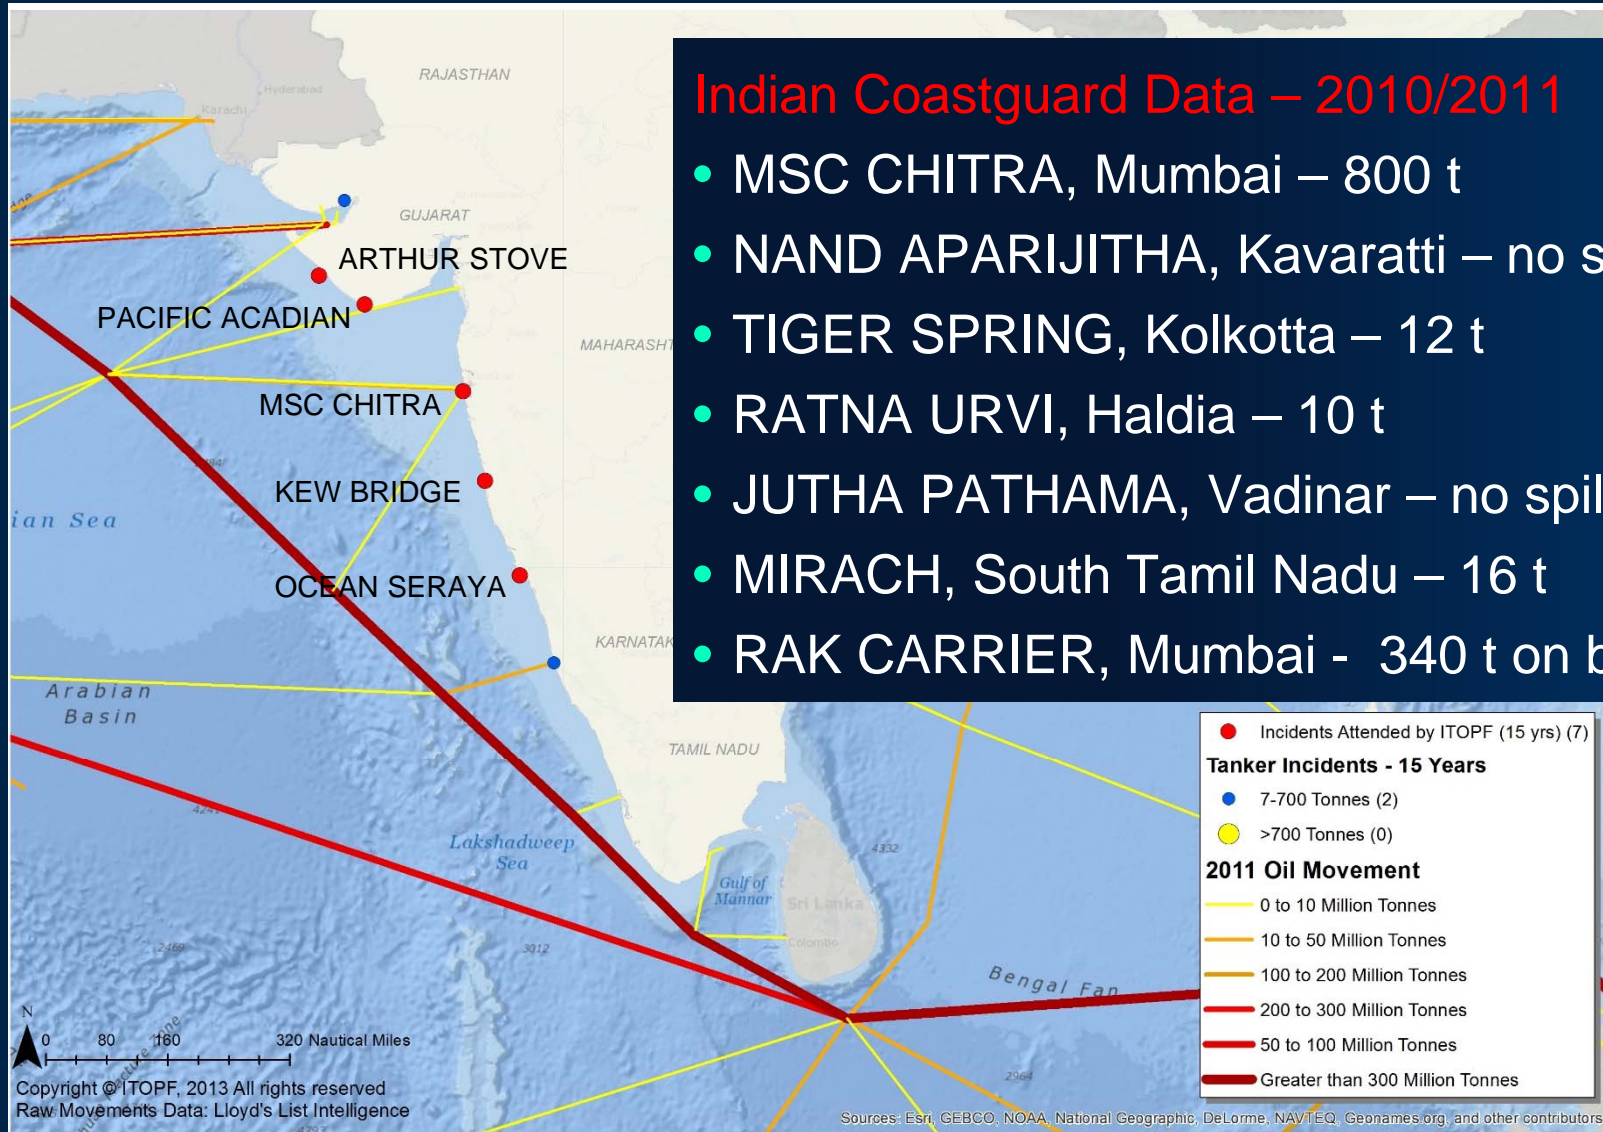 RAJASTHAN
Hyderabad
Karachi
GUJARAT
ARTHUR STOVE
PACIFIC ACADIAN
MAHARASHT
MSC CHITRA
KEW BRIDGE
ian Sea
OCEAN SERAYA
KARNATAK
Arabian
Basin
TAMIL NADU
4241
Lakshadweep
Sea
4332
Gulf of
Mannar
Sri Lanka
Colombo
2469
3012
Bengal Fan
2964
Indian Coastguard Data – 2010/2011
• MSC CHITRA, Mumbai – 800 t
• NAND APARIJITHA, Kavaratti – no s
• TIGER SPRING, Kolkotta – 12 t
• RATNA URVI, Haldia – 10 t
• JUTHA PATHAMA, Vadinar – no spil
• MIRACH, South Tamil Nadu – 16 t
• RAK CARRIER, Mumbai - 340 t on b
Incidents Attended by ITOPF (15 yrs) (7)
Tanker Incidents - 15 Years
7-700 Tonnes (2)
>700 Tonnes (0)
2011 Oil Movement
0 to 10 Million Tonnes
10 to 50 Million Tonnes
100 to 200 Million Tonnes
200 to 300 Million Tonnes
50 to 100 Million Tonnes
Greater than 300 Million Tonnes
N
0 80 160 320 Nautical Miles
Copyright © ITOPF, 2013 All rights reserved
Raw Movements Data: Lloyd's List Intelligence
Sources: Esri, GEBCO, NOAA, National Geographic, DeLorme, NAVTEQ, Geonames.org, and other contributors